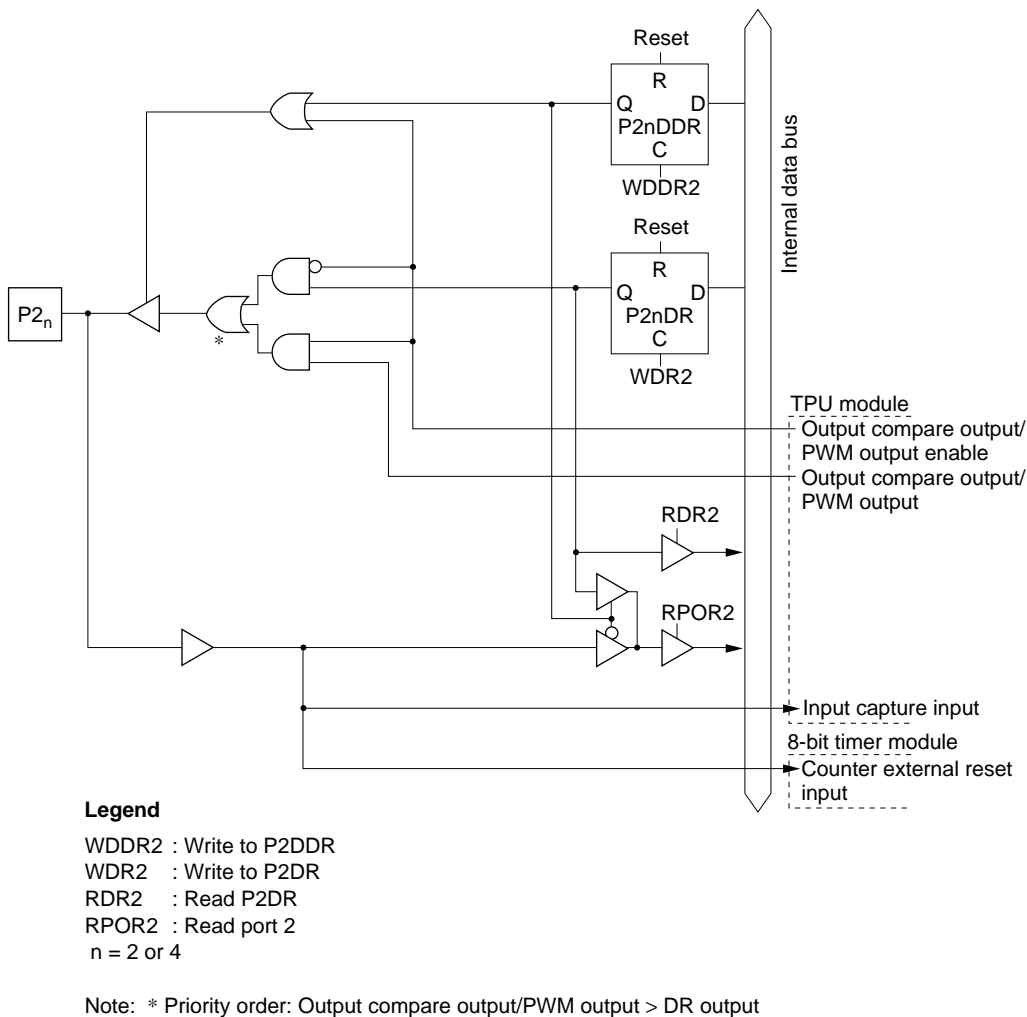 Reset
R
Q D
P2nDDR
C
WDDR2
Internal data bus
Reset
R
Q D
P2nDR
C
WDR2
P2n
*
TPU module
Output compare output/
PWM output enable
Output compare output/
PWM output
RDR2
RPOR2
Input capture input
8-bit timer module
Counter external reset
input
Legend
WDDR2 : Write to P2DDR
WDR2 : Write to P2DR
RDR2 : Read P2DR
RPOR2 : Read port 2
n = 2 or 4
Note: * Priority order: Output compare output/PWM output > DR output